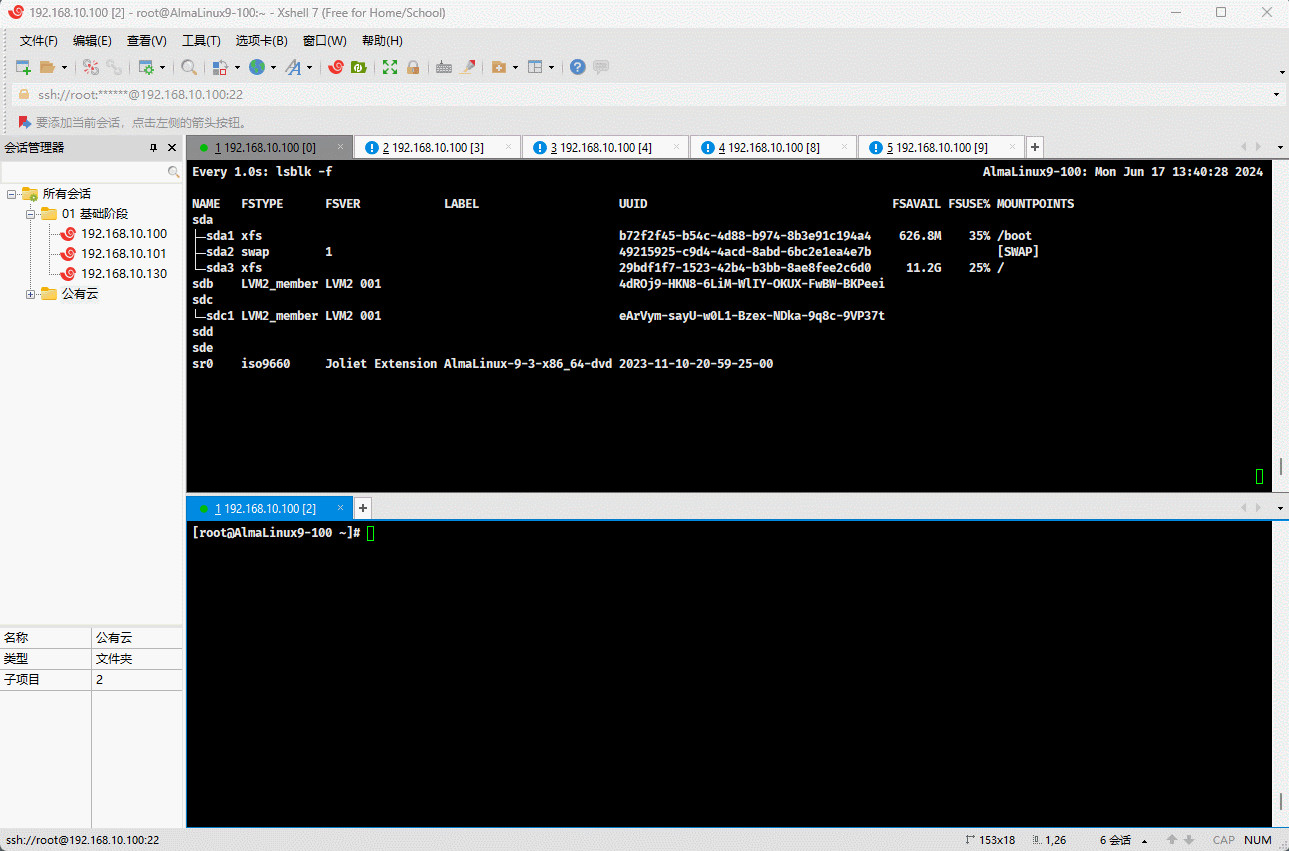 192.168.10.100 [2] - root@AlmaLinux9-100:~ - Xshell 7 (Free for Home/School)
文件(F) 编辑(E) 查看(V) 工具(T) 选项卡(B) 窗口(W) 帮助(H)
ssh://root:******@192.168.10.100:22
要添加当前会话，点击左侧的箭头按钮。
会话管理器
所有会话
01 基础阶段
192.168.10.100
192.168.10.101
192.168.10.130
公有云
名称 公有云
类型 文件夹
子项目 2
1 192.168.10.100 [0] 2 192.168.10.100 [3] 3 192.168.10.100 [4] 4 192.168.10.100 [8] 5 192.168.10.100 [9]
Every 1.0s: lsblk -f AlmaLinux9-100: Mon Jun 17 13:40:28 2024
NAME FSTYPE FSVER LABEL UUID FSAVAIL FSUSE% MOUNTPOINTS
sda
├─sda1 xfs b72f2f45-b54c-4d88-b974-8b3e91c194a4 626.8M 35% /boot
├─sda2 swap 1 49215925-c9d4-4acd-8abd-6bc2e1ea4e7b [SWAP]
└─sda3 xfs 29bdf1f7-1523-42b4-b3bb-8ae8fee2c6d0 11.2G 25% /
sdb LVM2_member LVM2 001 4dROj9-HKN8-6LiM-WlIY-OKUX-FwBW-BKPeei
sdc
└─sdc1 LVM2_member LVM2 001 eArVym-sayU-w0L1-Bzex-NDka-9q8c-9VP37t
sdd
sde
sr0 iso9660 Joliet Extension AlmaLinux-9-3-x86_64-dvd 2023-11-10-20-59-25-00
1 192.168.10.100 [2]
[root@AlmaLinux9-100 ~]#
ssh://root@192.168.10.100:22 153x18 1,26 6 会话 CAP NUM